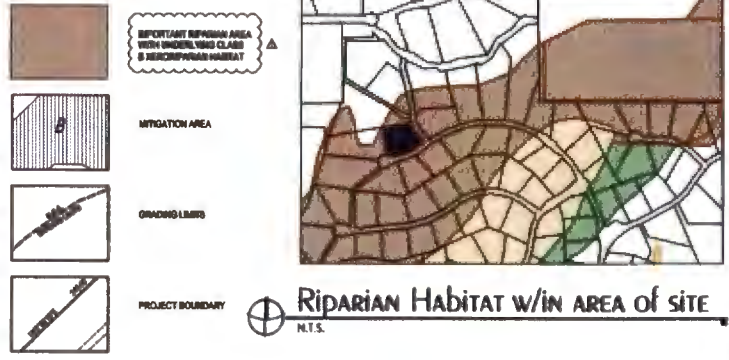 IMPORTANT RIPARIAN AREA
WITH UNDERLYING CLASS
B XERORIPARIAN HABITAT
B
MITIGATION AREA
GRADING LIMITS
PROJECT BOUNDARY
Riparian Habitat w/in area of site
N.T.S.